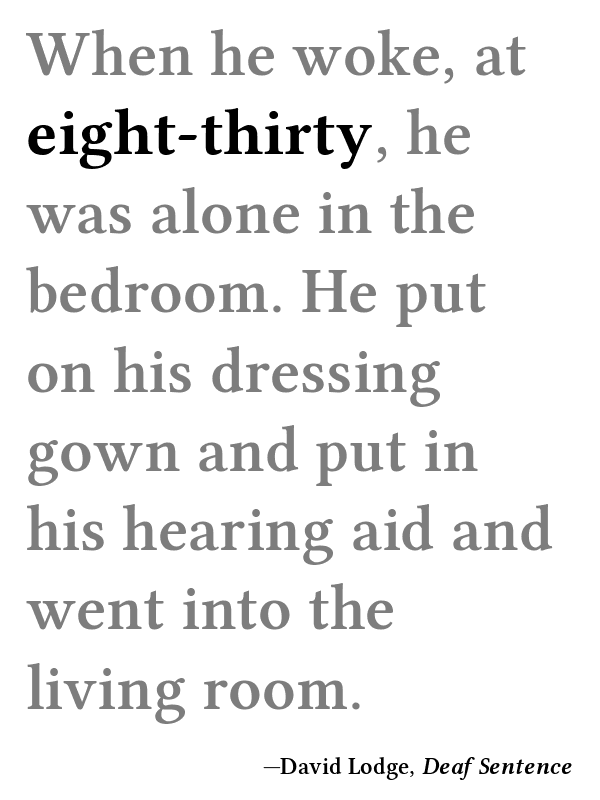 When he woke, at
eight-thirty, he
was alone in the
bedroom. He put
on his dressing
gown and put in
his hearing aid and
went into the
living room.
—David Lodge, Deaf Sentence